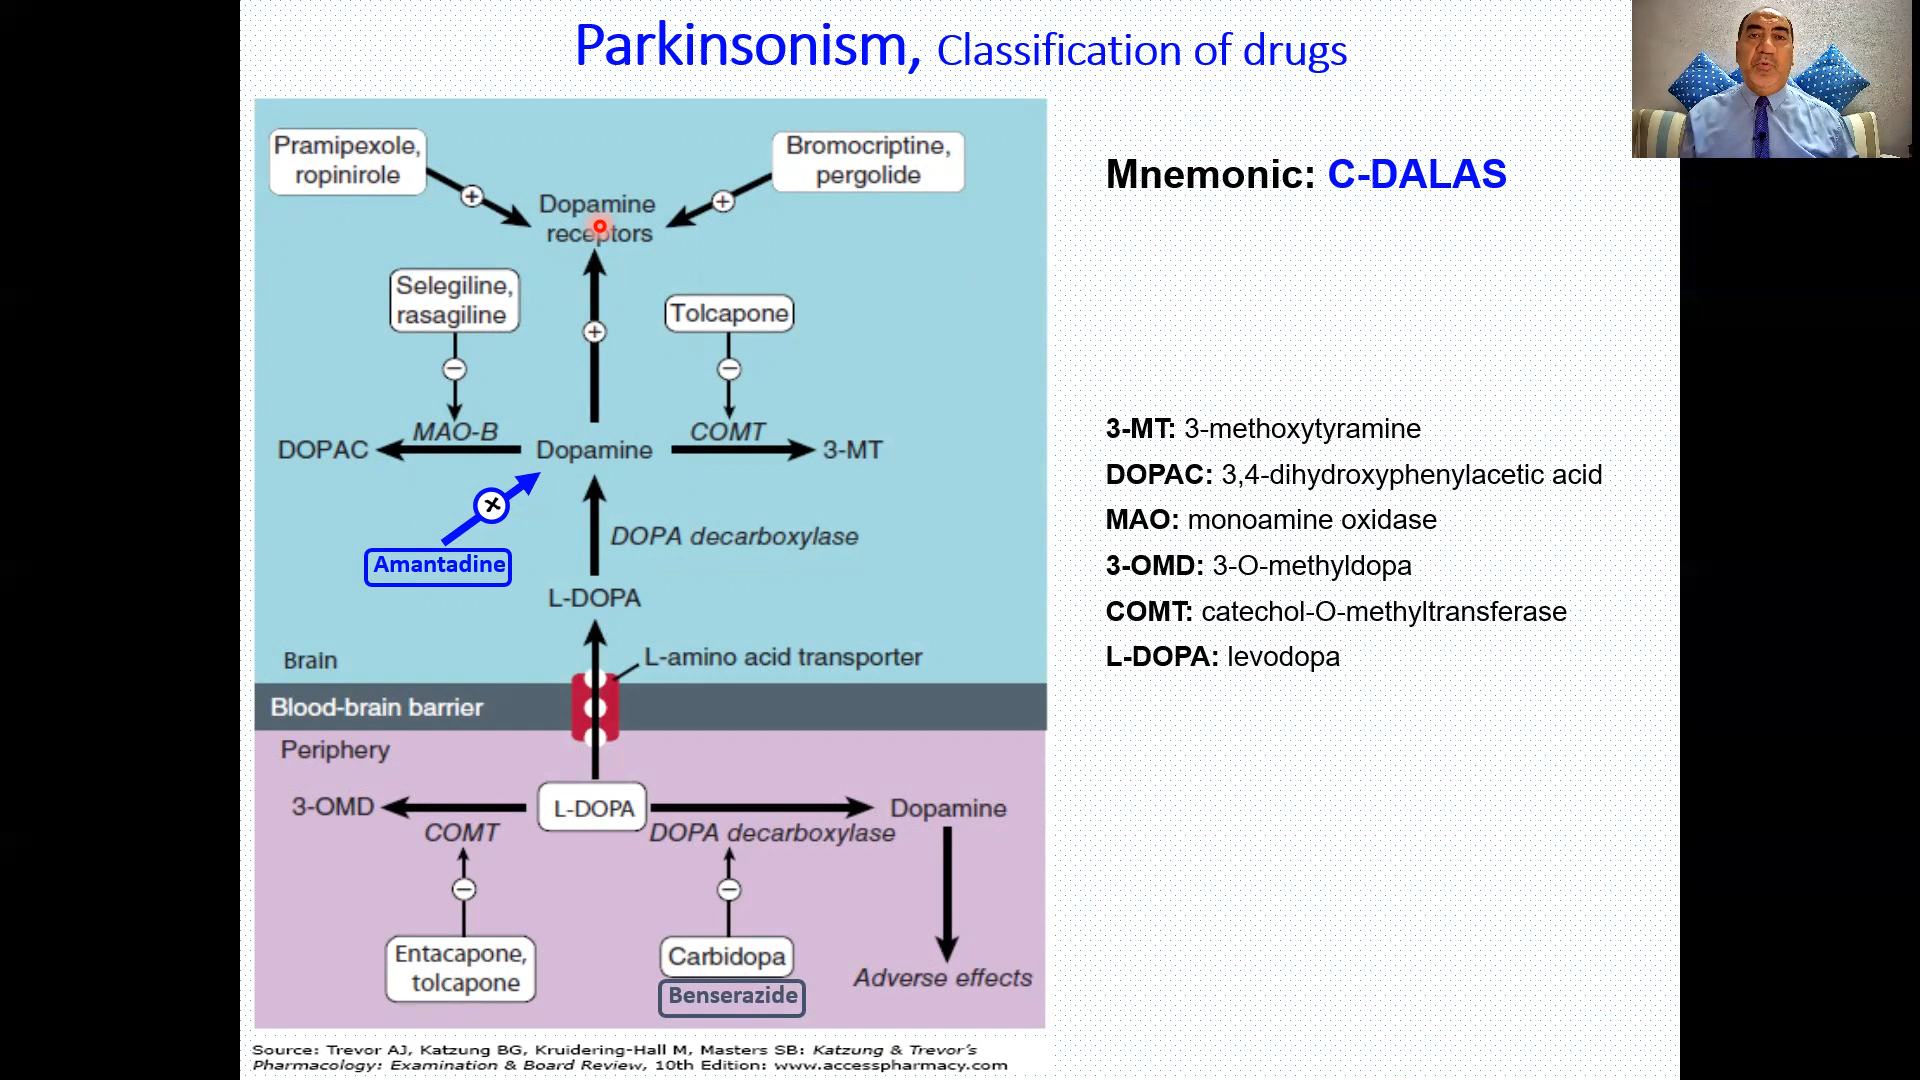 Parkinsonism, Classification of drugs
Pramipexole,
ropinirole
Bromocriptine,
pergolide
Dopamine
receptors
Selegiline,
rasagiline
Tolcapone
MAO-B
COMT
DOPAC
Dopamine
3-MT
Amantadine
DOPA decarboxylase
L-DOPA
Brain
L-amino acid transporter
Blood-brain barrier
Periphery
3-OMD
L-DOPA
Dopamine
COMT
DOPA decarboxylase
Entacapone,
tolcapone
Carbidopa
Benserazide
Adverse effects
Source: Trevor AJ, Katzung BG, Kruidering-Hall M, Masters SB: Katzung & Trevor's
Pharmacology: Examination & Board Review, 10th Edition: www.accesspharmacy.com
Mnemonic: C-DALAS
3-MT: 3-methoxytyramine
DOPAC: 3,4-dihydroxyphenylacetic acid
MAO: monoamine oxidase
3-OMD: 3-O-methyldopa
COMT: catechol-O-methyltransferase
L-DOPA: levodopa